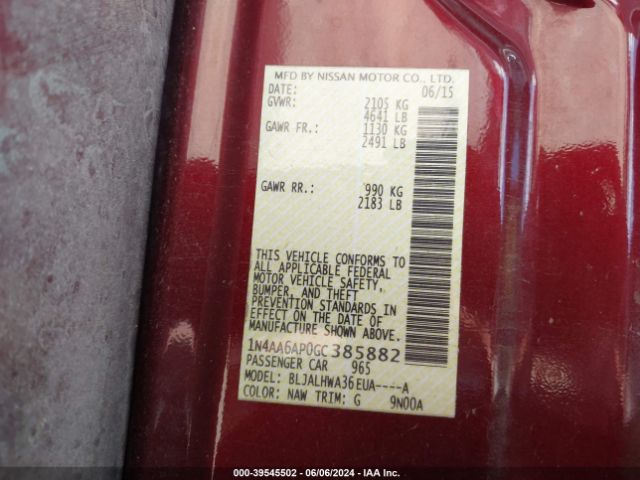 MFD BY NISSAN MOTOR CO., LTD.
DATE: 06/15
GVWR: 2105 KG
4641 LB
GAWR FR.: 1130 KG
2491 LB
GAWR RR.: 990 KG
2183 LB
THIS VEHICLE CONFORMS TO
ALL APPLICABLE FEDERAL
MOTOR VEHICLE SAFETY,
BUMPER, AND THEFT
PREVENTION STANDARDS IN
EFFECT ON THE DATE OF
MANUFACTURE SHOWN ABOVE.
1N4AA6AP0GC385882
PASSENGER CAR 965
MODEL: BLJALHWA36EUA----A
COLOR: NAW TRIM: G 9N00A
000-39545502 - 06/06/2024 - IAA Inc.